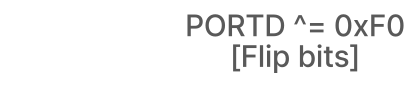 PORTD ^= 0xF0
[Flip bits]